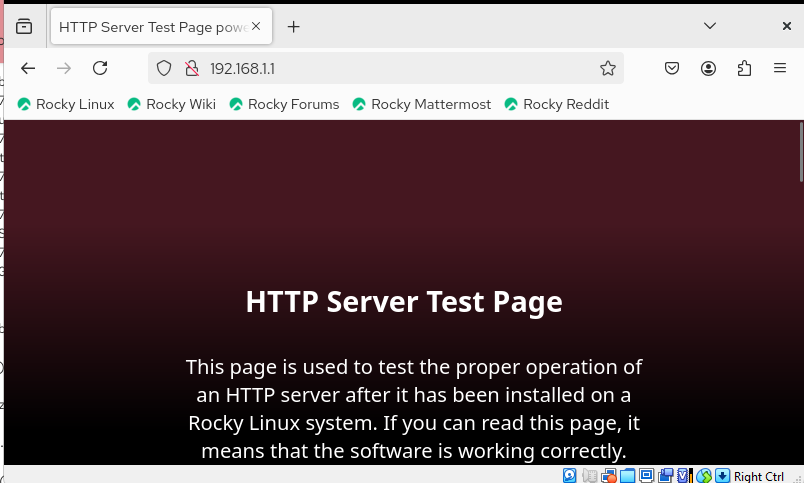 HTTP Server Test Page powe
192.168.1.1
Rocky Linux Rocky Wiki Rocky Forums Rocky Mattermost Rocky Reddit
HTTP Server Test Page
This page is used to test the proper operation of
an HTTP server after it has been installed on a
Rocky Linux system. If you can read this page, it
means that the software is working correctly.
Right Ctrl